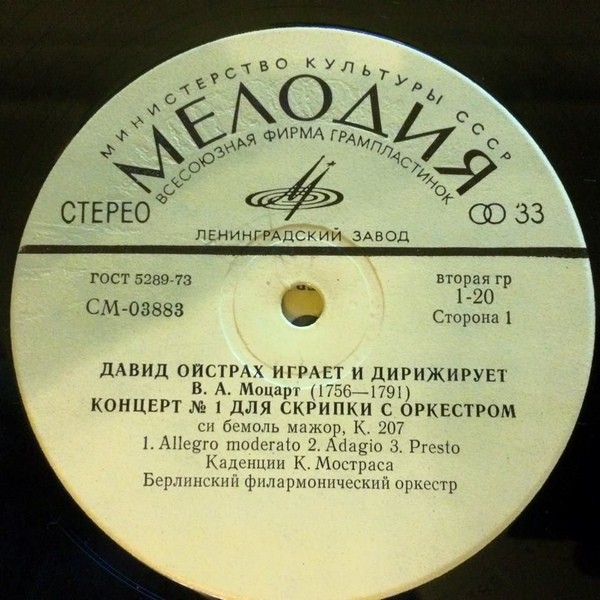 МИНИСТЕРСТВО КУЛЬТУРЫ СССР
МЕЛОДИЯ
ВСЕСОЮЗНАЯ ФИРМА ГРАМПЛАСТИНОК
СТЕРЕО
33
ЛЕНИНГРАДСКИЙ ЗАВОД
ГОСТ 5289-73
СМ-03883
вторая гр
1-20
Сторона 1
ДАВИД ОЙСТРАХ ИГРАЕТ И ДИРИЖИРУЕТ
В. А. Моцарт (1756—1791)
КОНЦЕРТ № 1 ДЛЯ СКРИПКИ С ОРКЕСТРОМ
си бемоль мажор, К. 207
1. Allegro moderato 2. Adagio 3. Presto
Каденции К. Мостраса
Берлинский филармонический оркестр